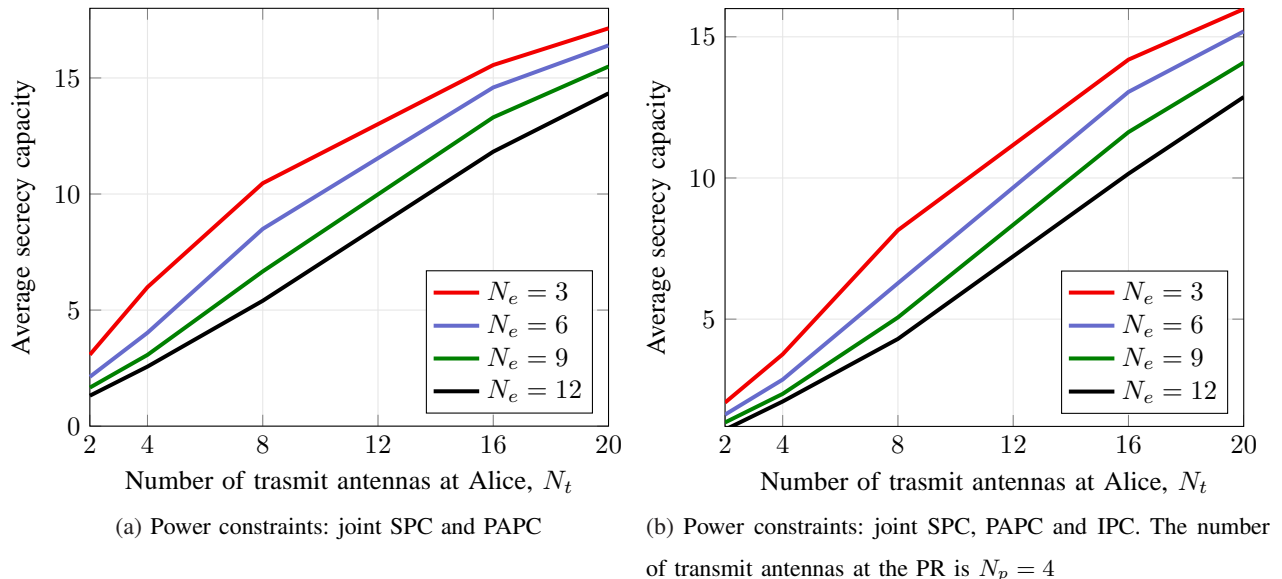 15
10
5
0
2
4
8
12
16
20
Average secrecy capacity
Number of trasmit antennas at Alice, N_t
N_e = 3
N_e = 6
N_e = 9
N_e = 12
(a) Power constraints: joint SPC and PAPC
15
10
5
2
4
8
12
16
20
Average secrecy capacity
Number of trasmit antennas at Alice, N_t
N_e = 3
N_e = 6
N_e = 9
N_e = 12
(b) Power constraints: joint SPC, PAPC and IPC. The number
of transmit antennas at the PR is N_p = 4